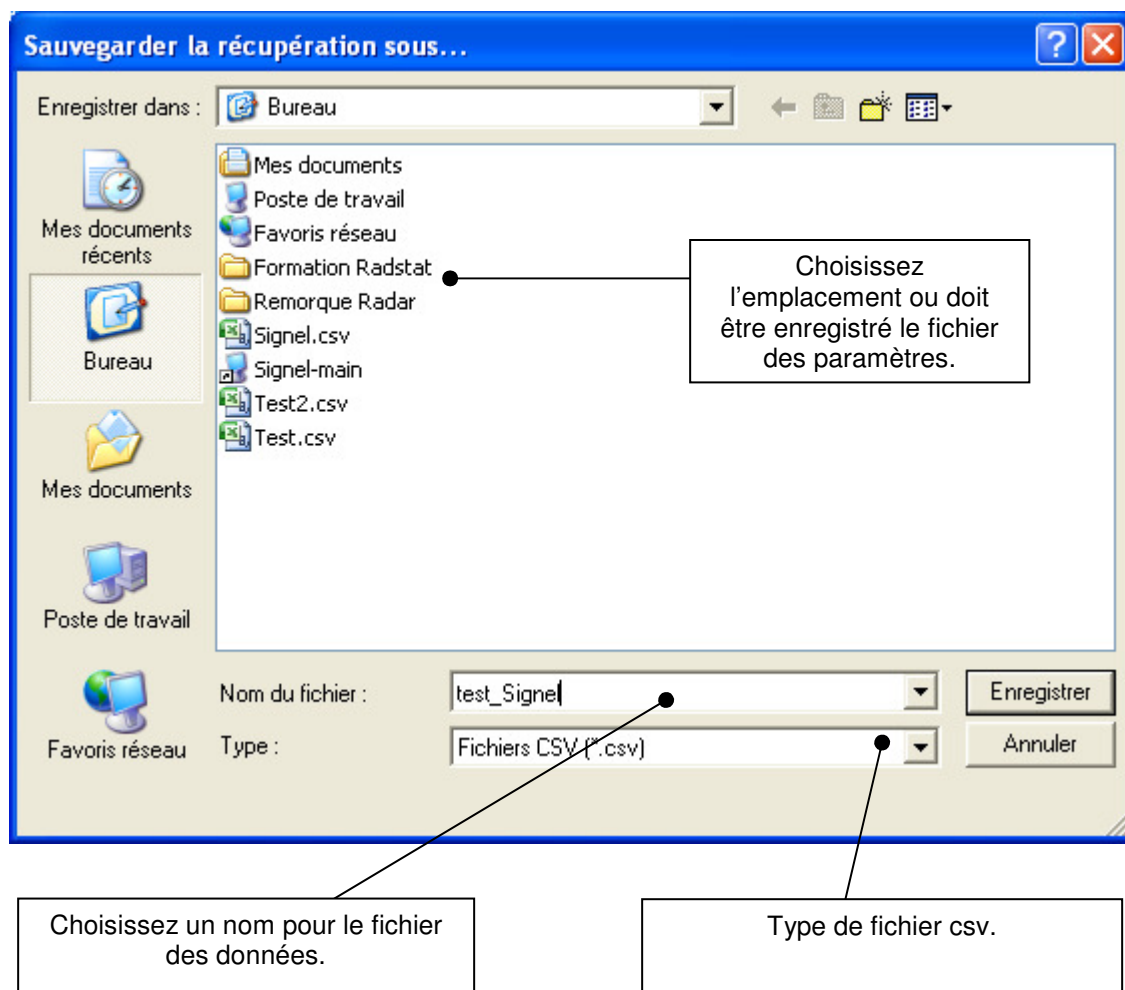 Sauvegarder la récupération sous...
Enregistrer dans :
Bureau
Mes documents
récents
Bureau
Mes documents
Poste de travail
Favoris réseau
Mes documents
Poste de travail
Favoris réseau
Formation Radstat
Remorque Radar
Signel.csv
Signel-main
Test2.csv
Test.csv
Choisissez
l'emplacement ou doit
être enregistré le fichier
des paramètres.
Nom du fichier :
test_Signel
Enregistrer
Type :
Fichiers CSV (*.csv)
Annuler
Choisissez un nom pour le fichier
des données.
Type de fichier csv.